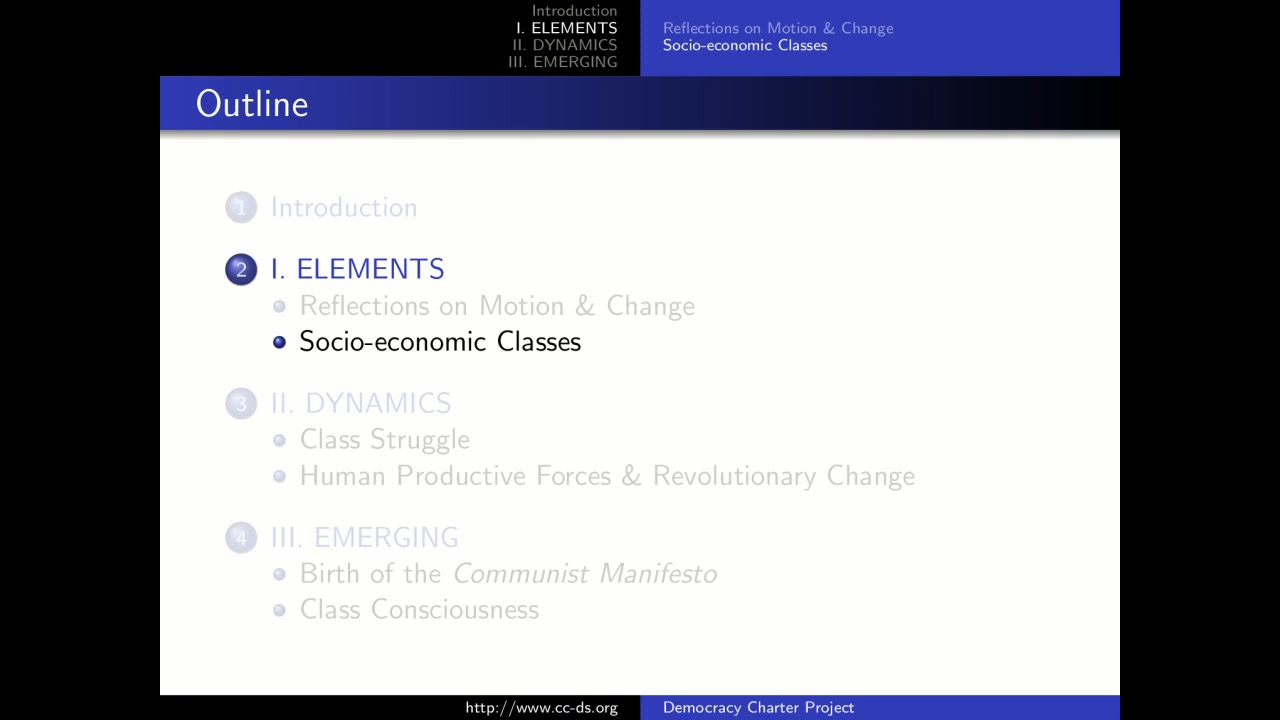 Introduction
I. ELEMENTS
II. DYNAMICS
III. EMERGING
Reflections on Motion & Change
Socio-economic Classes
Outline
1 Introduction
2 I. ELEMENTS
Reflections on Motion & Change
Socio-economic Classes
3 II. DYNAMICS
Class Struggle
Human Productive Forces & Revolutionary Change
4 III. EMERGING
Birth of the Communist Manifesto
Class Consciousness
http://www.cc-ds.org
Democracy Charter Project